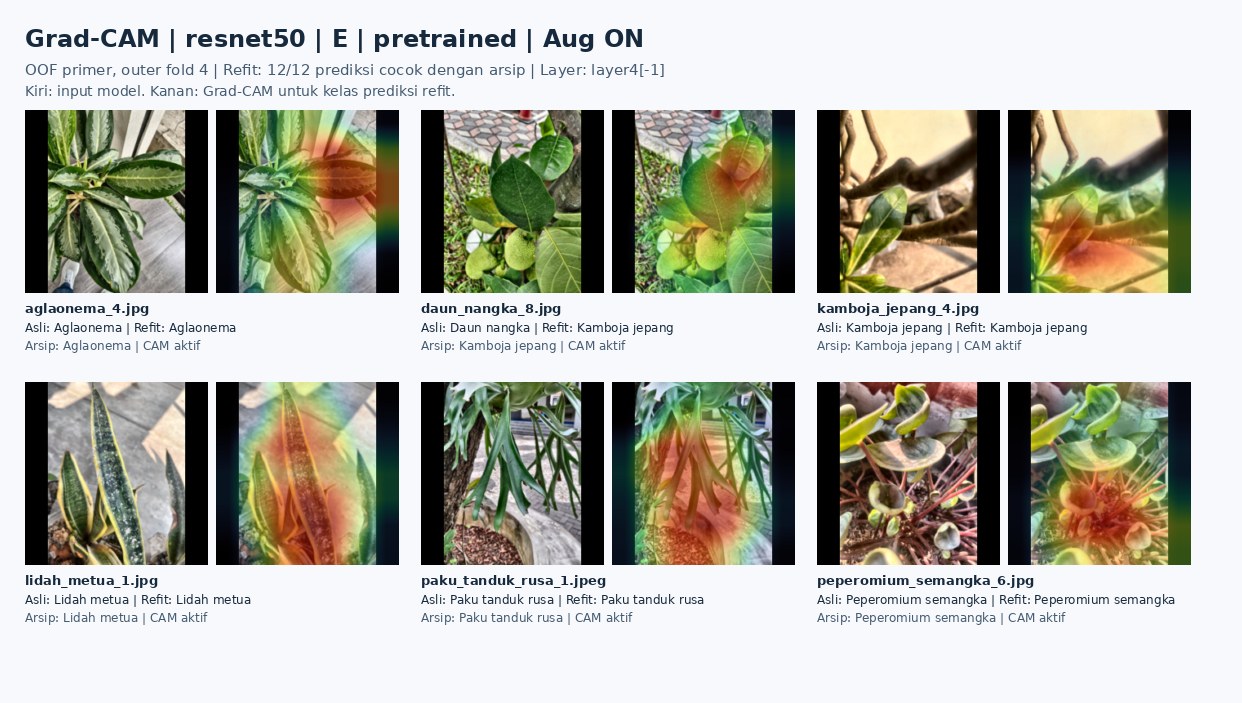 Grad-CAM | resnet50 | E | pretrained | Aug ON
OOF primer, outer fold 4 | Refit: 12/12 prediksi cocok dengan arsip | Layer: layer4[-1]
Kiri: input model. Kanan: Grad-CAM untuk kelas prediksi refit.
aglaonema_4.jpg
Asli: Aglaonema | Refit: Aglaonema
Arsip: Aglaonema | CAM aktif
daun_nangka_8.jpg
Asli: Daun nangka | Refit: Kamboja jepang
Arsip: Kamboja jepang | CAM aktif
kamboja_jepang_4.jpg
Asli: Kamboja jepang | Refit: Kamboja jepang
Arsip: Kamboja jepang | CAM aktif
lidah_metua_1.jpg
Asli: Lidah metua | Refit: Lidah metua
Arsip: Lidah metua | CAM aktif
paku_tanduk_rusa_1.jpeg
Asli: Paku tanduk rusa | Refit: Paku tanduk rusa
Arsip: Paku tanduk rusa | CAM aktif
peperomium_semangka_6.jpg
Asli: Peperomium semangka | Refit: Peperomium semangka
Arsip: Peperomium semangka | CAM aktif